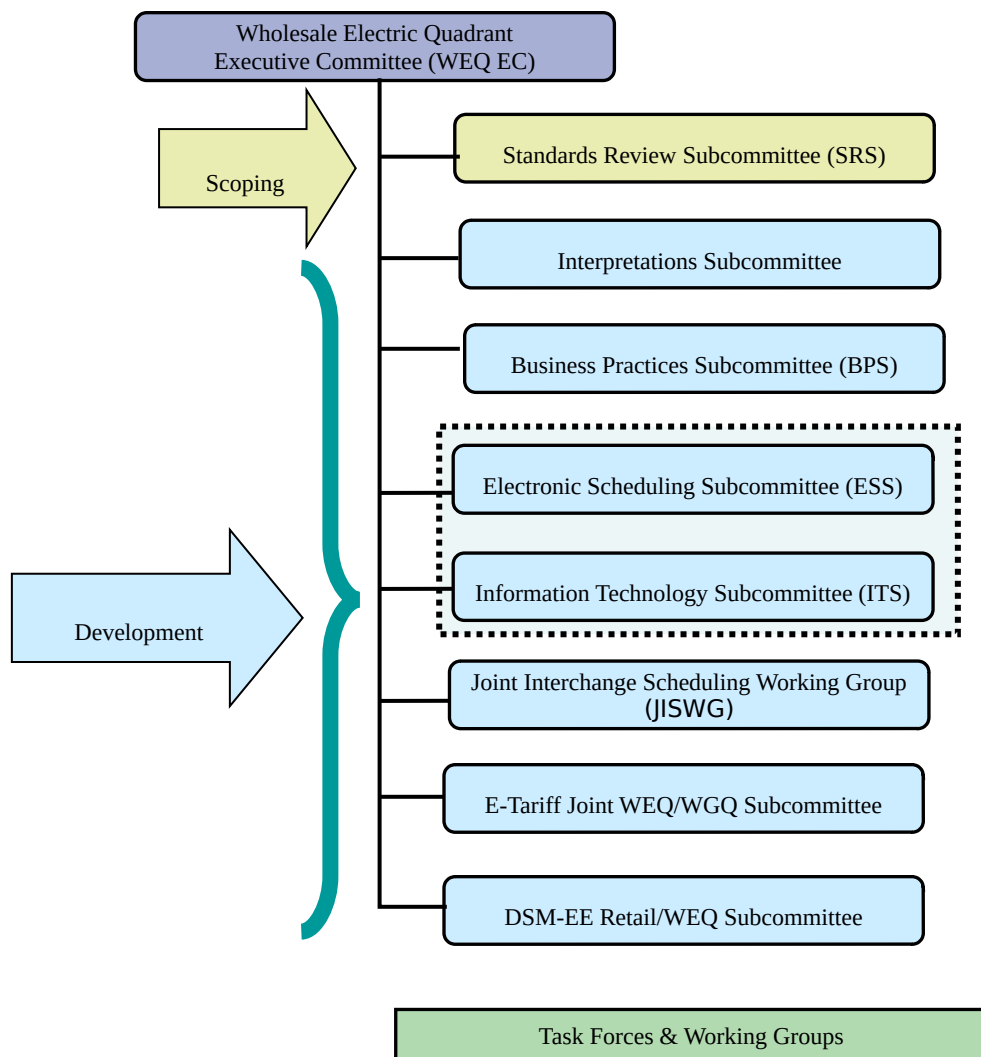 Wholesale Electric Quadrant
Executive Committee (WEQ EC)
Standards Review Subcommittee (SRS)
Scoping
Interpretations Subcommittee
Business Practices Subcommittee (BPS)
Electronic Scheduling Subcommittee (ESS)
Information Technology Subcommittee (ITS)
Development
Joint Interchange Scheduling Working Group
(JISWG)
E-Tariff Joint WEQ/WGQ Subcommittee
DSM-EE Retail/WEQ Subcommittee
Task Forces & Working Groups